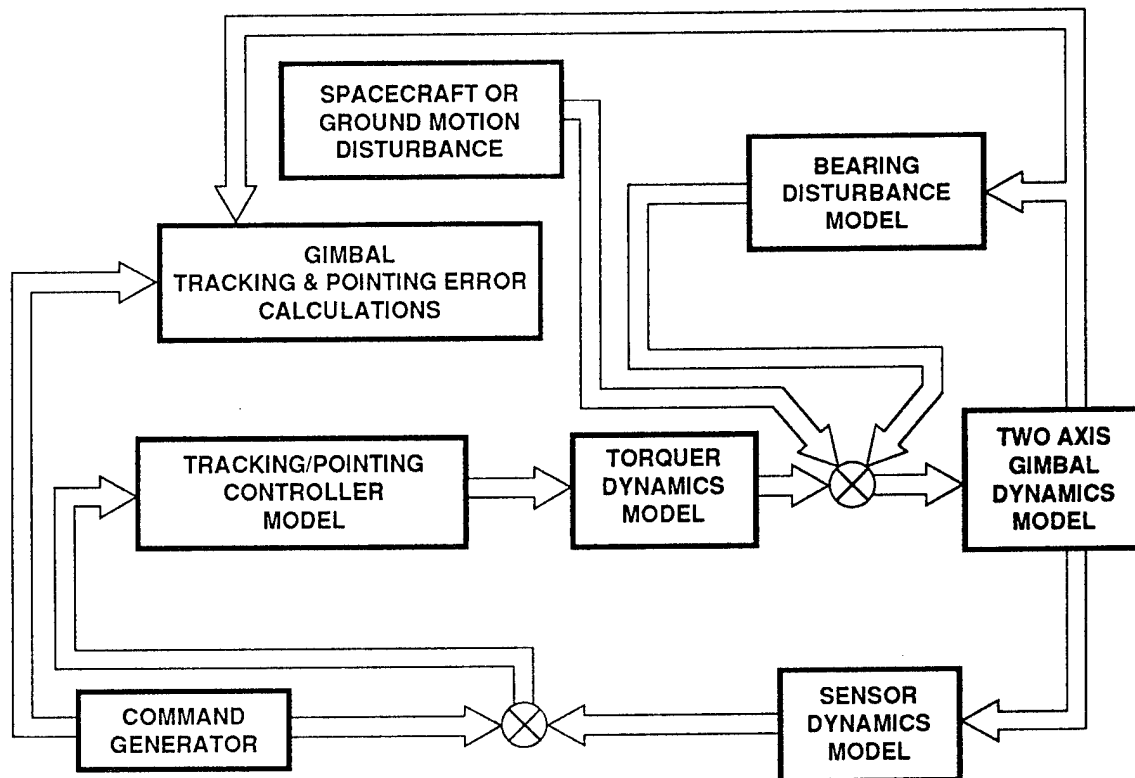 SPACECRAFT OR
GROUND MOTION
DISTURBANCE
BEARING
DISTURBANCE
MODEL
GIMBAL
TRACKING & POINTING ERROR
CALCULATIONS
TRACKING/POINTING
CONTROLLER
MODEL
TORQUER
DYNAMICS
MODEL
TWO AXIS
GIMBAL
DYNAMICS
MODEL
COMMAND
GENERATOR
SENSOR
DYNAMICS
MODEL